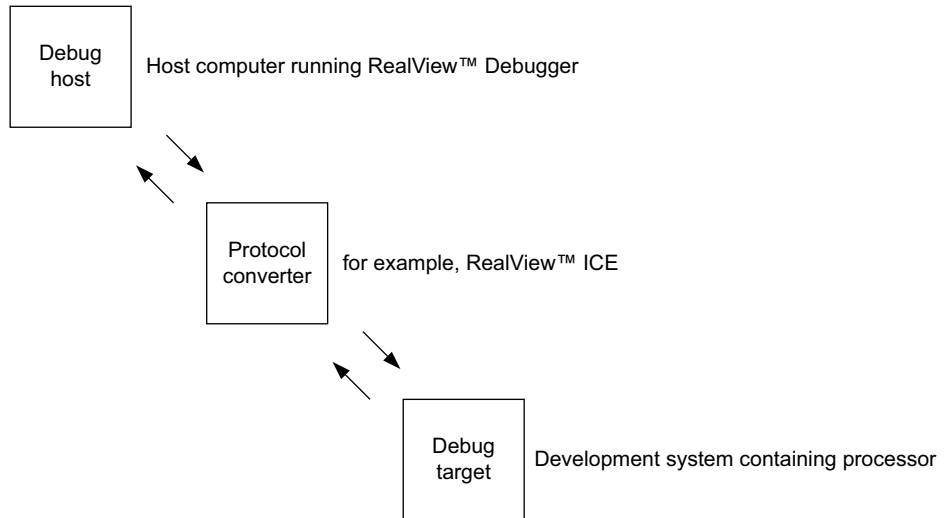 Debug
host
Host computer running RealView™ Debugger
Protocol
converter
for example, RealView™ ICE
Debug
target
Development system containing processor